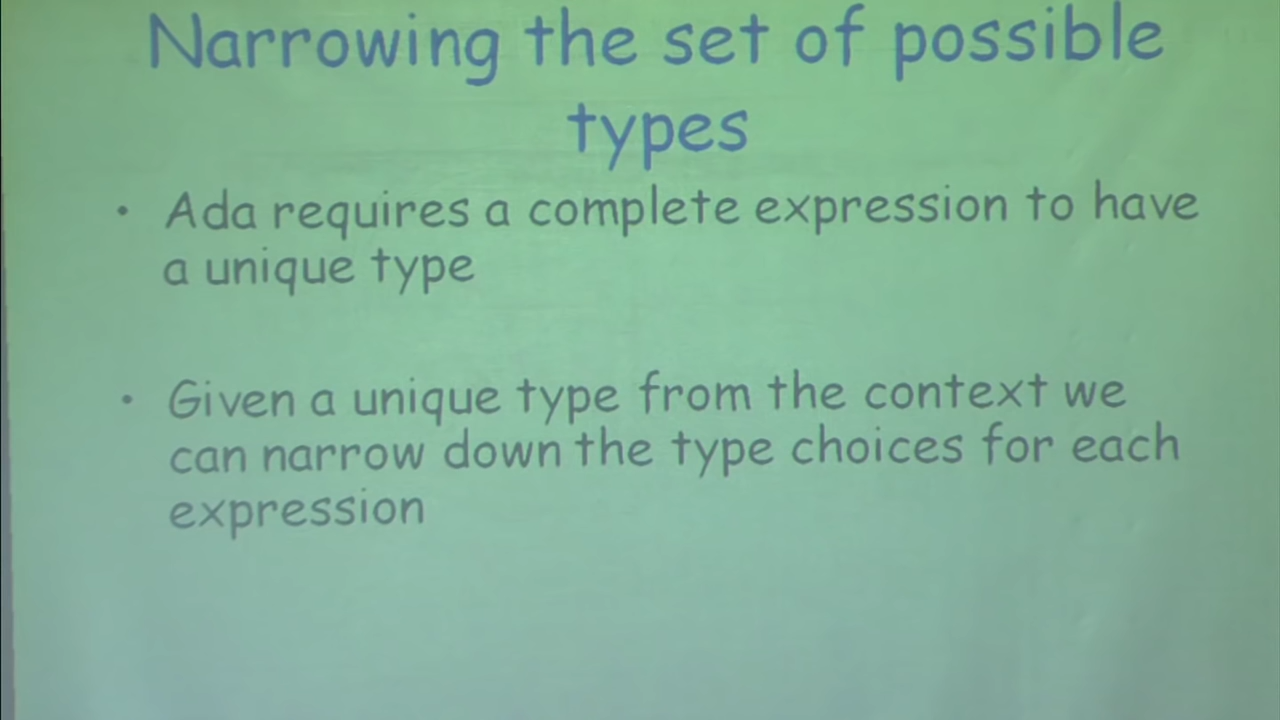 Narrowing the set of possible
types
• Ada requires a complete expression to have
a unique type
• Given a unique type from the context we
can narrow down the type choices for each
expression